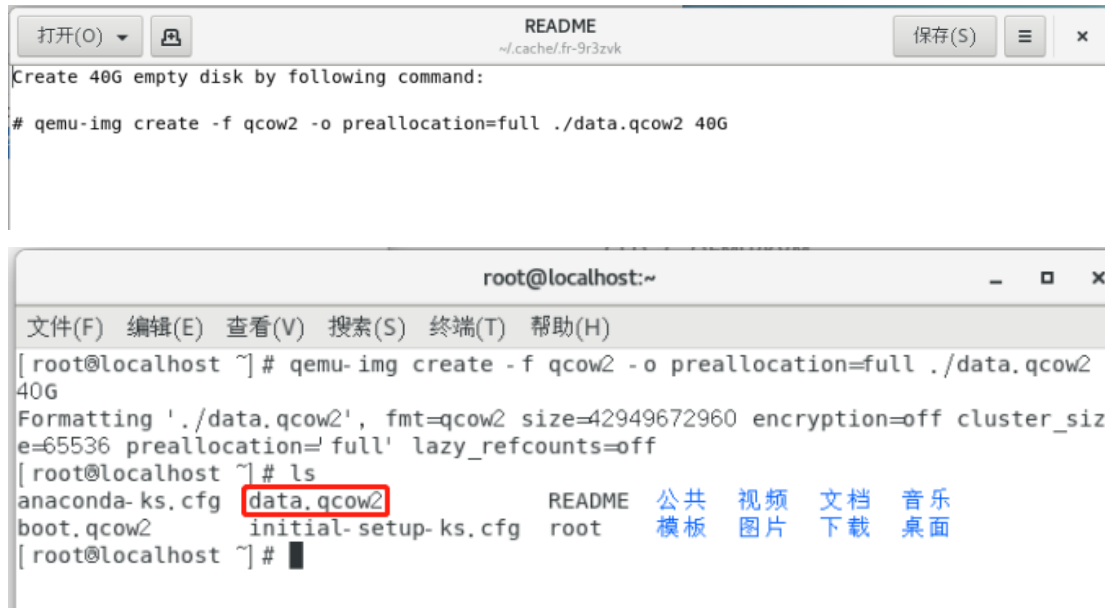 打开(O)
README
~/.cache/.fr-9r3zvk
保存(S)
Create 40G empty disk by following command:
# qemu-img create -f qcow2 -o preallocation=full ./data.qcow2 40G
root@localhost:~
文件(F) 编辑(E) 查看(V) 搜索(S) 终端(T) 帮助(H)
[root@localhost ~]# qemu-img create -f qcow2 -o preallocation=full ./data.qcow2
40G
Formatting './data.qcow2', fmt=qcow2 size=42949672960 encryption=off cluster_siz
e=65536 preallocation='full' lazy_refcounts=off
[root@localhost ~]# ls
anaconda-ks.cfg data.qcow2 README 公共 视频 文档 音乐
boot.qcow2 initial-setup-ks.cfg root 模板 图片 下载 桌面
[root@localhost ~]#